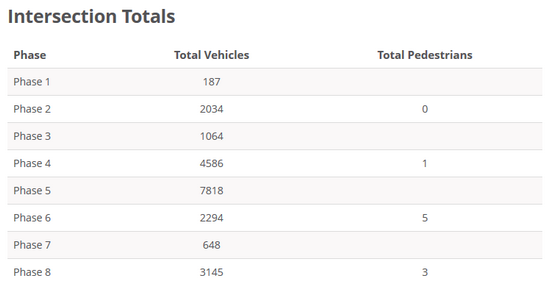 Intersection Totals
Phase Total Vehicles Total Pedestrians
Phase 1 187
Phase 2 2034 0
Phase 3 1064
Phase 4 4586 1
Phase 5 7818
Phase 6 2294 5
Phase 7 648
Phase 8 3145 3